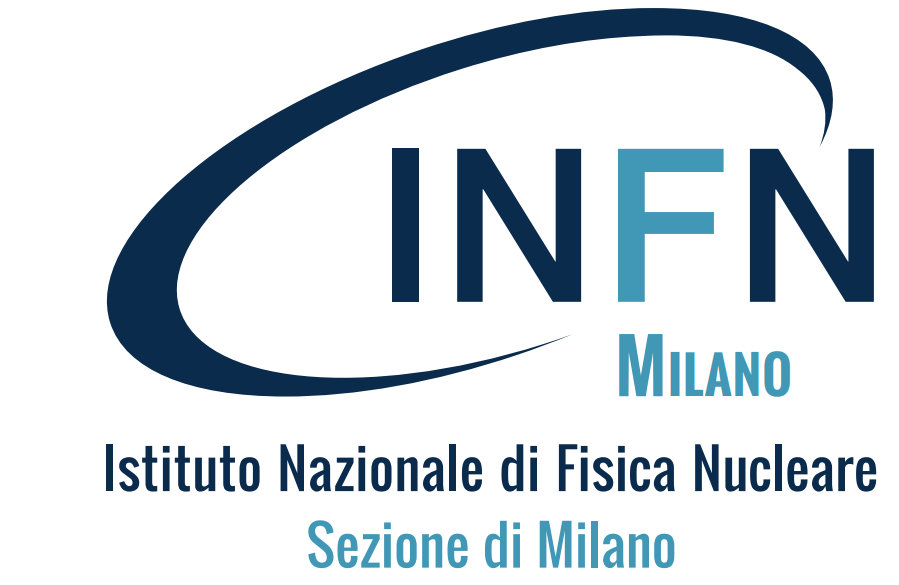 INFN
MILANO
Istituto Nazionale di Fisica Nucleare
Sezione di Milano